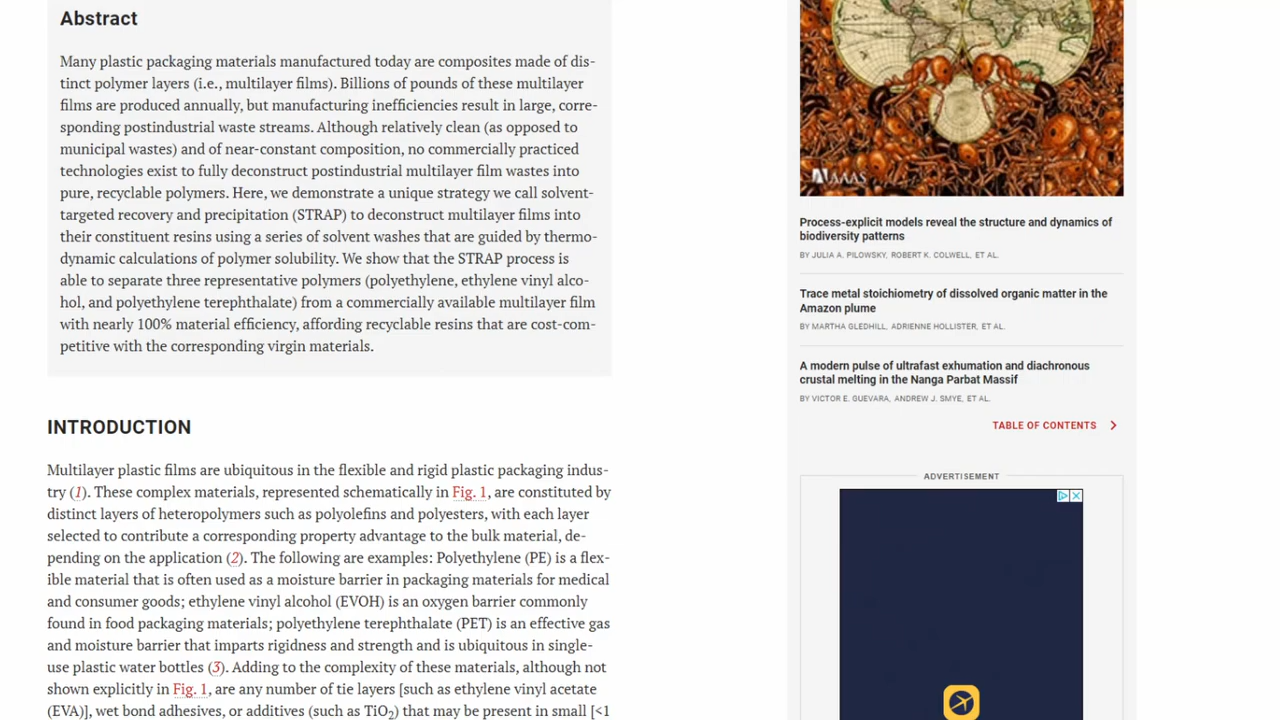 Abstract
Many plastic packaging materials manufactured today are composites made of dis-
tinct polymer layers (i.e., multilayer films). Billions of pounds of these multilayer
films are produced annually, but manufacturing inefficiencies result in large, corre-
sponding postindustrial waste streams. Although relatively clean (as opposed to
municipal wastes) and of near-constant composition, no commercially practiced
technologies exist to fully deconstruct postindustrial multilayer film wastes into
pure, recyclable polymers. Here, we demonstrate a unique strategy we call solvent-
targeted recovery and precipitation (STRAP) to deconstruct multilayer films into
their constituent resins using a series of solvent washes that are guided by thermo-
dynamic calculations of polymer solubility. We show that the STRAP process is
able to separate three representative polymers (polyethylene, ethylene vinyl alco-
hol, and polyethylene terephthalate) from a commercially available multilayer film
with nearly 100% material efficiency, affording recyclable resins that are cost-com-
petitive with the corresponding virgin materials.
INTRODUCTION
Multilayer plastic films are ubiquitous in the flexible and rigid plastic packaging indus-
try (1). These complex materials, represented schematically in Fig. 1, are constituted by
distinct layers of heteropolymers such as polyolefins and polyesters, with each layer
selected to contribute a corresponding property advantage to the bulk material, de-
pending on the application (2). The following are examples: Polyethylene (PE) is a flex-
ible material that is often used as a moisture barrier in packaging materials for medical
and consumer goods; ethylene vinyl alcohol (EVOH) is an oxygen barrier commonly
found in food packaging materials; polyethylene terephthalate (PET) is an effective gas
and moisture barrier that imparts rigidness and strength and is ubiquitous in single-
use plastic water bottles (3). Adding to the complexity of these materials, although not
shown explicitly in Fig. 1, are any number of tie layers [such as ethylene vinyl acetate
(EVA)], wet bond adhesives, or additives (such as TiO2) that may be present in small [<1
AAAS
Process-explicit models reveal the structure and dynamics of
biodiversity patterns
BY JULIA A. PILOWSKY, ROBERT K. COLWELL, ET AL.
Trace metal stoichiometry of dissolved organic matter in the
Amazon plume
BY MARTHA GLEDHILL, ADRIENNE HOLLISTER, ET AL.
A modern pulse of ultrafast exhumation and diachronous
crustal melting in the Nanga Parbat Massif
BY VICTOR E. GUEVARA, ANDREW J. SMYE, ET AL.
TABLE OF CONTENTS
ADVERTISEMENT